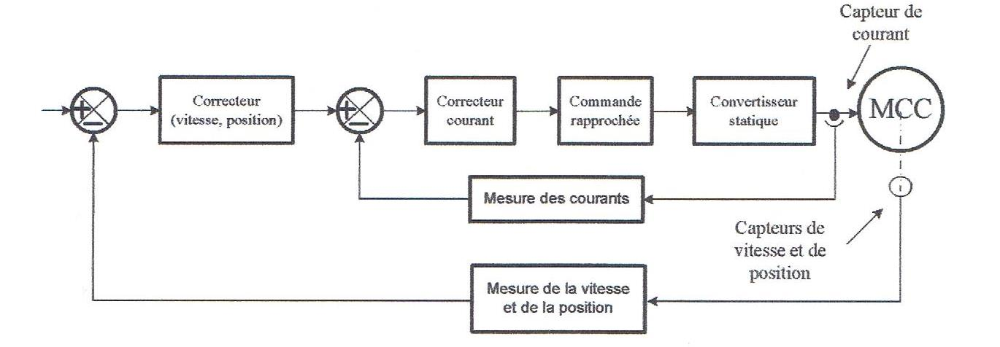 Capteur de
courant
Correcteur
(vitesse, position)
Correcteur
courant
Commande
rapprochée
Convertisseur
statique
MCC
Mesure des courants
Capteurs de
vitesse et de
position
Mesure de la vitesse
et de la position